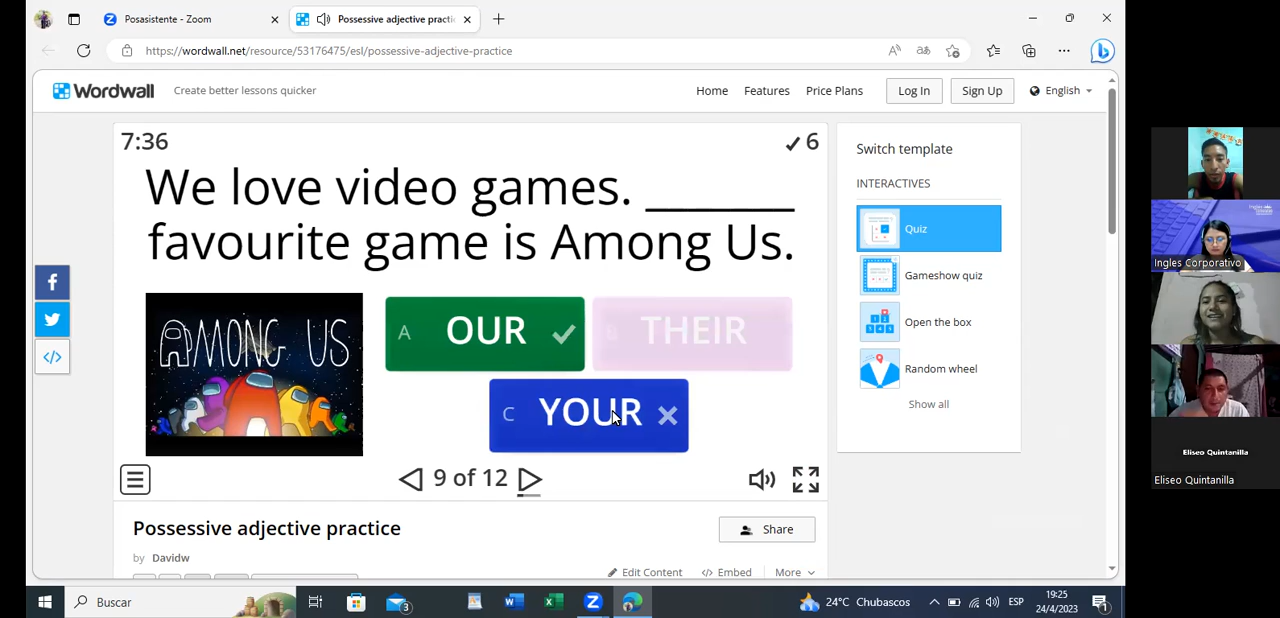 Posasistente - Zoom
Possessive adjective practi
https://wordwall.net/resource/53176475/esl/possessive-adjective-practice
Wordwall
Create better lessons quicker
Home
Features
Price Plans
Log In
Sign Up
English
7:36
6
We love video games. ______
favourite game is Among Us.
AMONG US
A OUR
B THEIR
C YOUR
9 of 12
Switch template
INTERACTIVES
Quiz
Gameshow quiz
Open the box
Random wheel
Show all
Possessive adjective practice
Share
by Davidw
Edit Content
Embed
More
Ingles Corporativo
Eliseo Quintanilla
Eliseo Quintanilla
Buscar
3
24°C Chubascos
ESP
19:25
24/4/2023
1